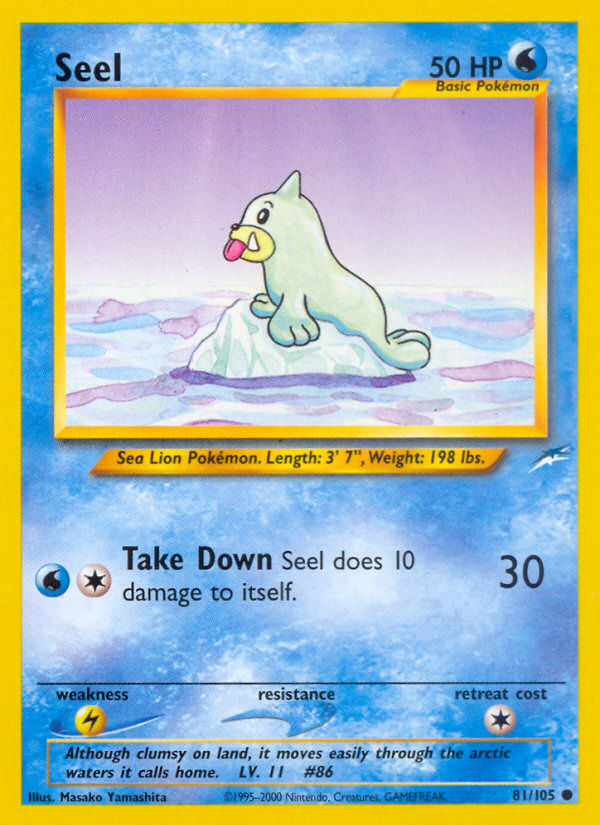 Seel
50 HP
Basic Pokémon
Sea Lion Pokémon. Length: 3' 7", Weight: 198 lbs.
Take Down Seel does 10
damage to itself.
30
weakness
resistance
retreat cost
Although clumsy on land, it moves easily through the arctic
waters it calls home. LV. 11 #86
Illus. Masako Yamashita
©1995-2000 Nintendo, Creatures, GAMEFREAK.
81/105